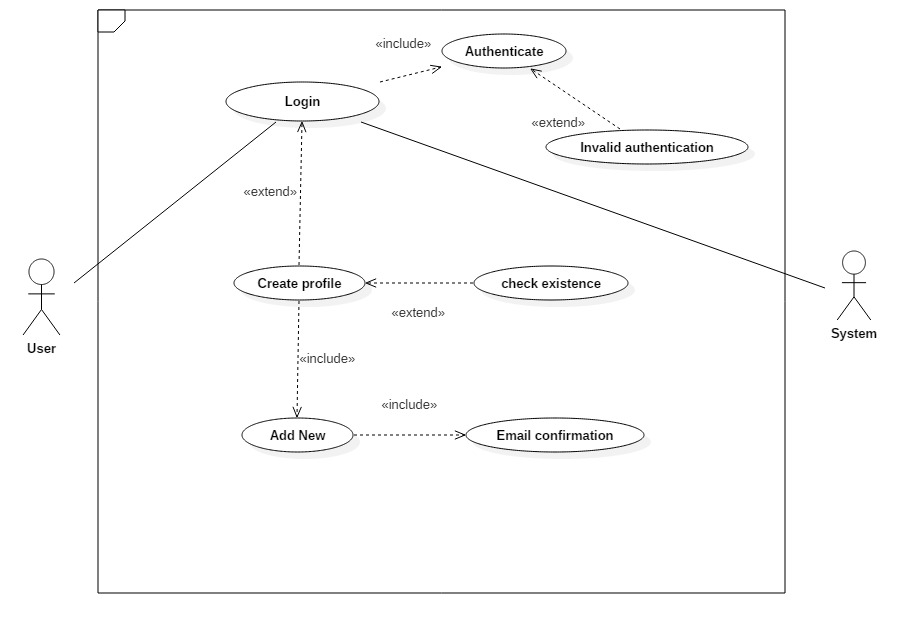 «include»
Authenticate
Login
«extend»
Invalid authentication
«extend»
Create profile
check existence
«extend»
User
System
«include»
«include»
Add New
Email confirmation